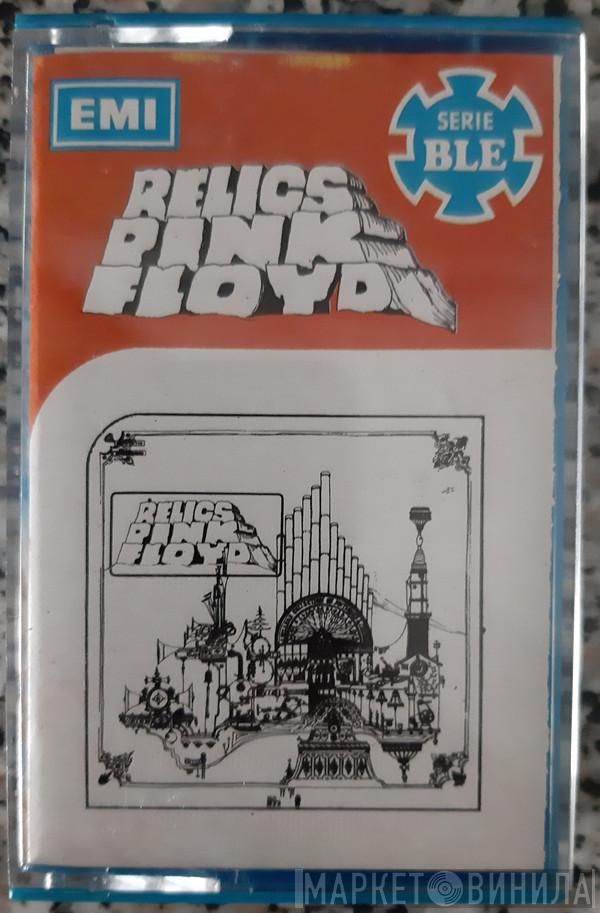 EMI
SERIE
BLE
RELICS
PINK
FLOYD
RELICS
PINK
FLOYD
МАРКЕТ ВИНИЛА